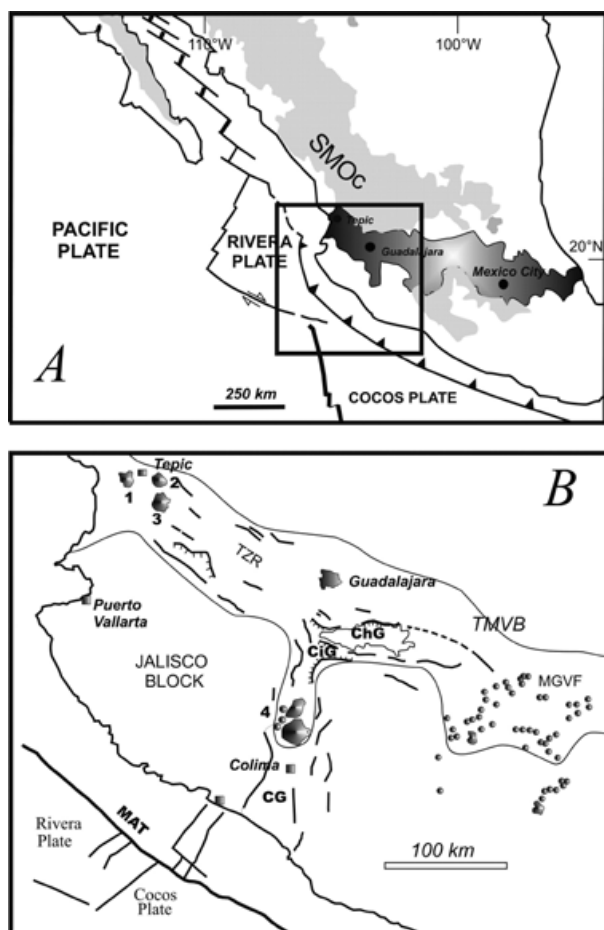 110°W
100°W
SMOc
PACIFIC
PLATE
RIVERA
PLATE
Tepic
Guadalajara
20°N
Mexico City
A
250 km
COCOS PLATE
B
Tepic
1
2
3
TZR
Guadalajara
Puerto
Vallarta
ChG
TMVB
CiG
JALISCO
BLOCK
MGVF
4
Colima
CG
MAT
Rivera
Plate
Cocos
Plate
100 km